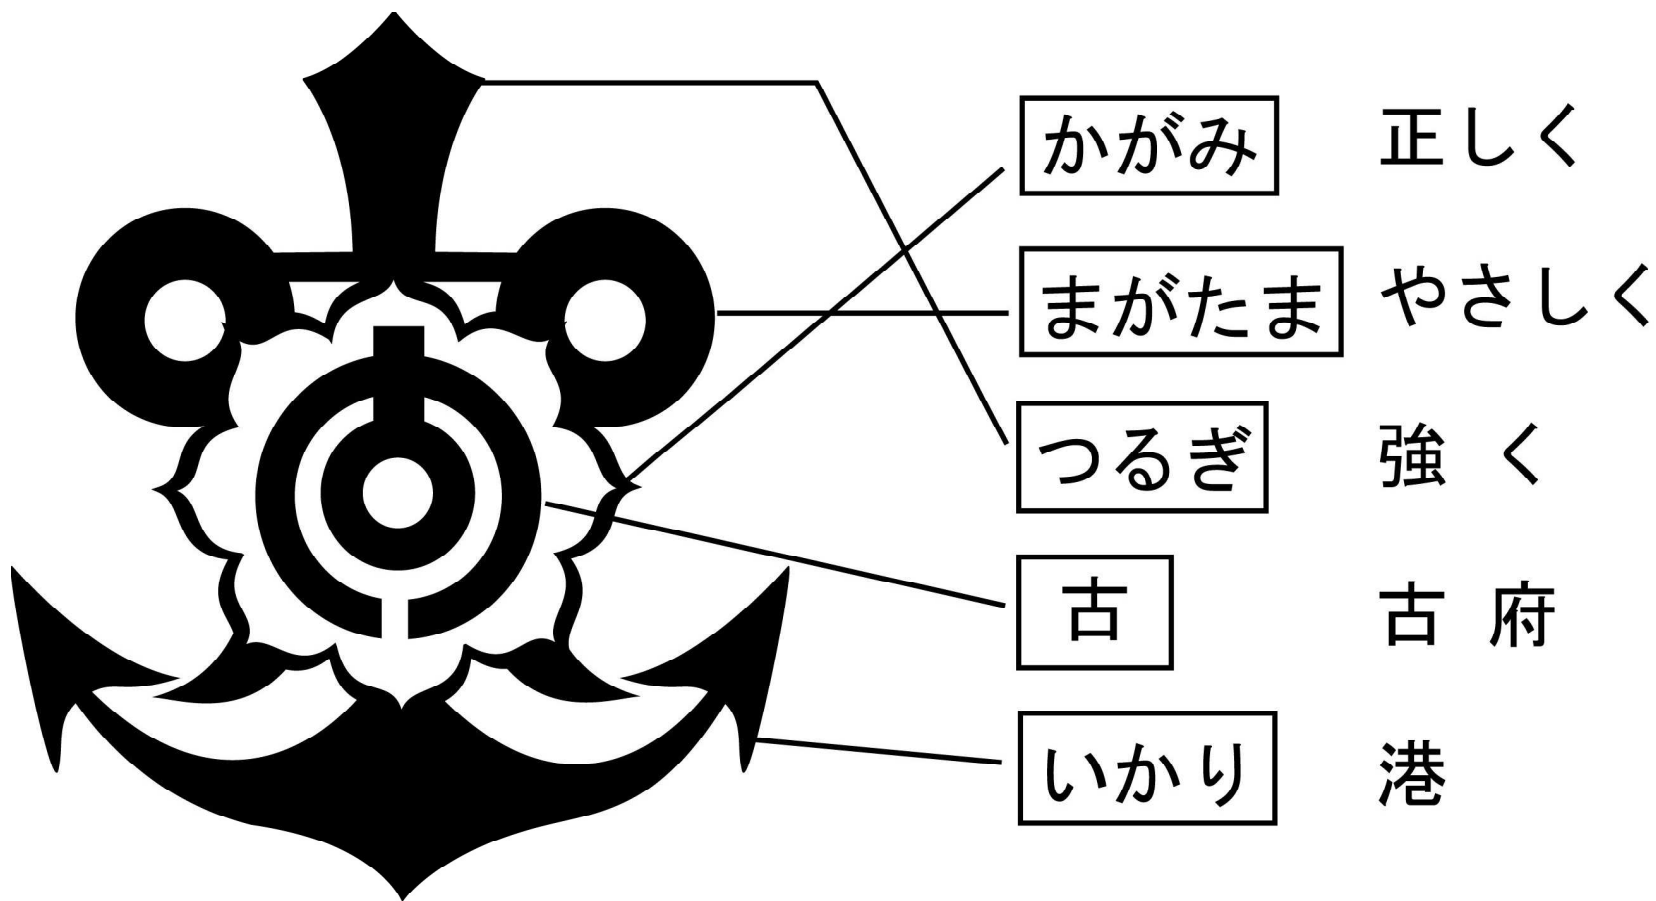 かがみ 正しく
まがたま やさしく
つるぎ 強く
古 古府
いかり 港